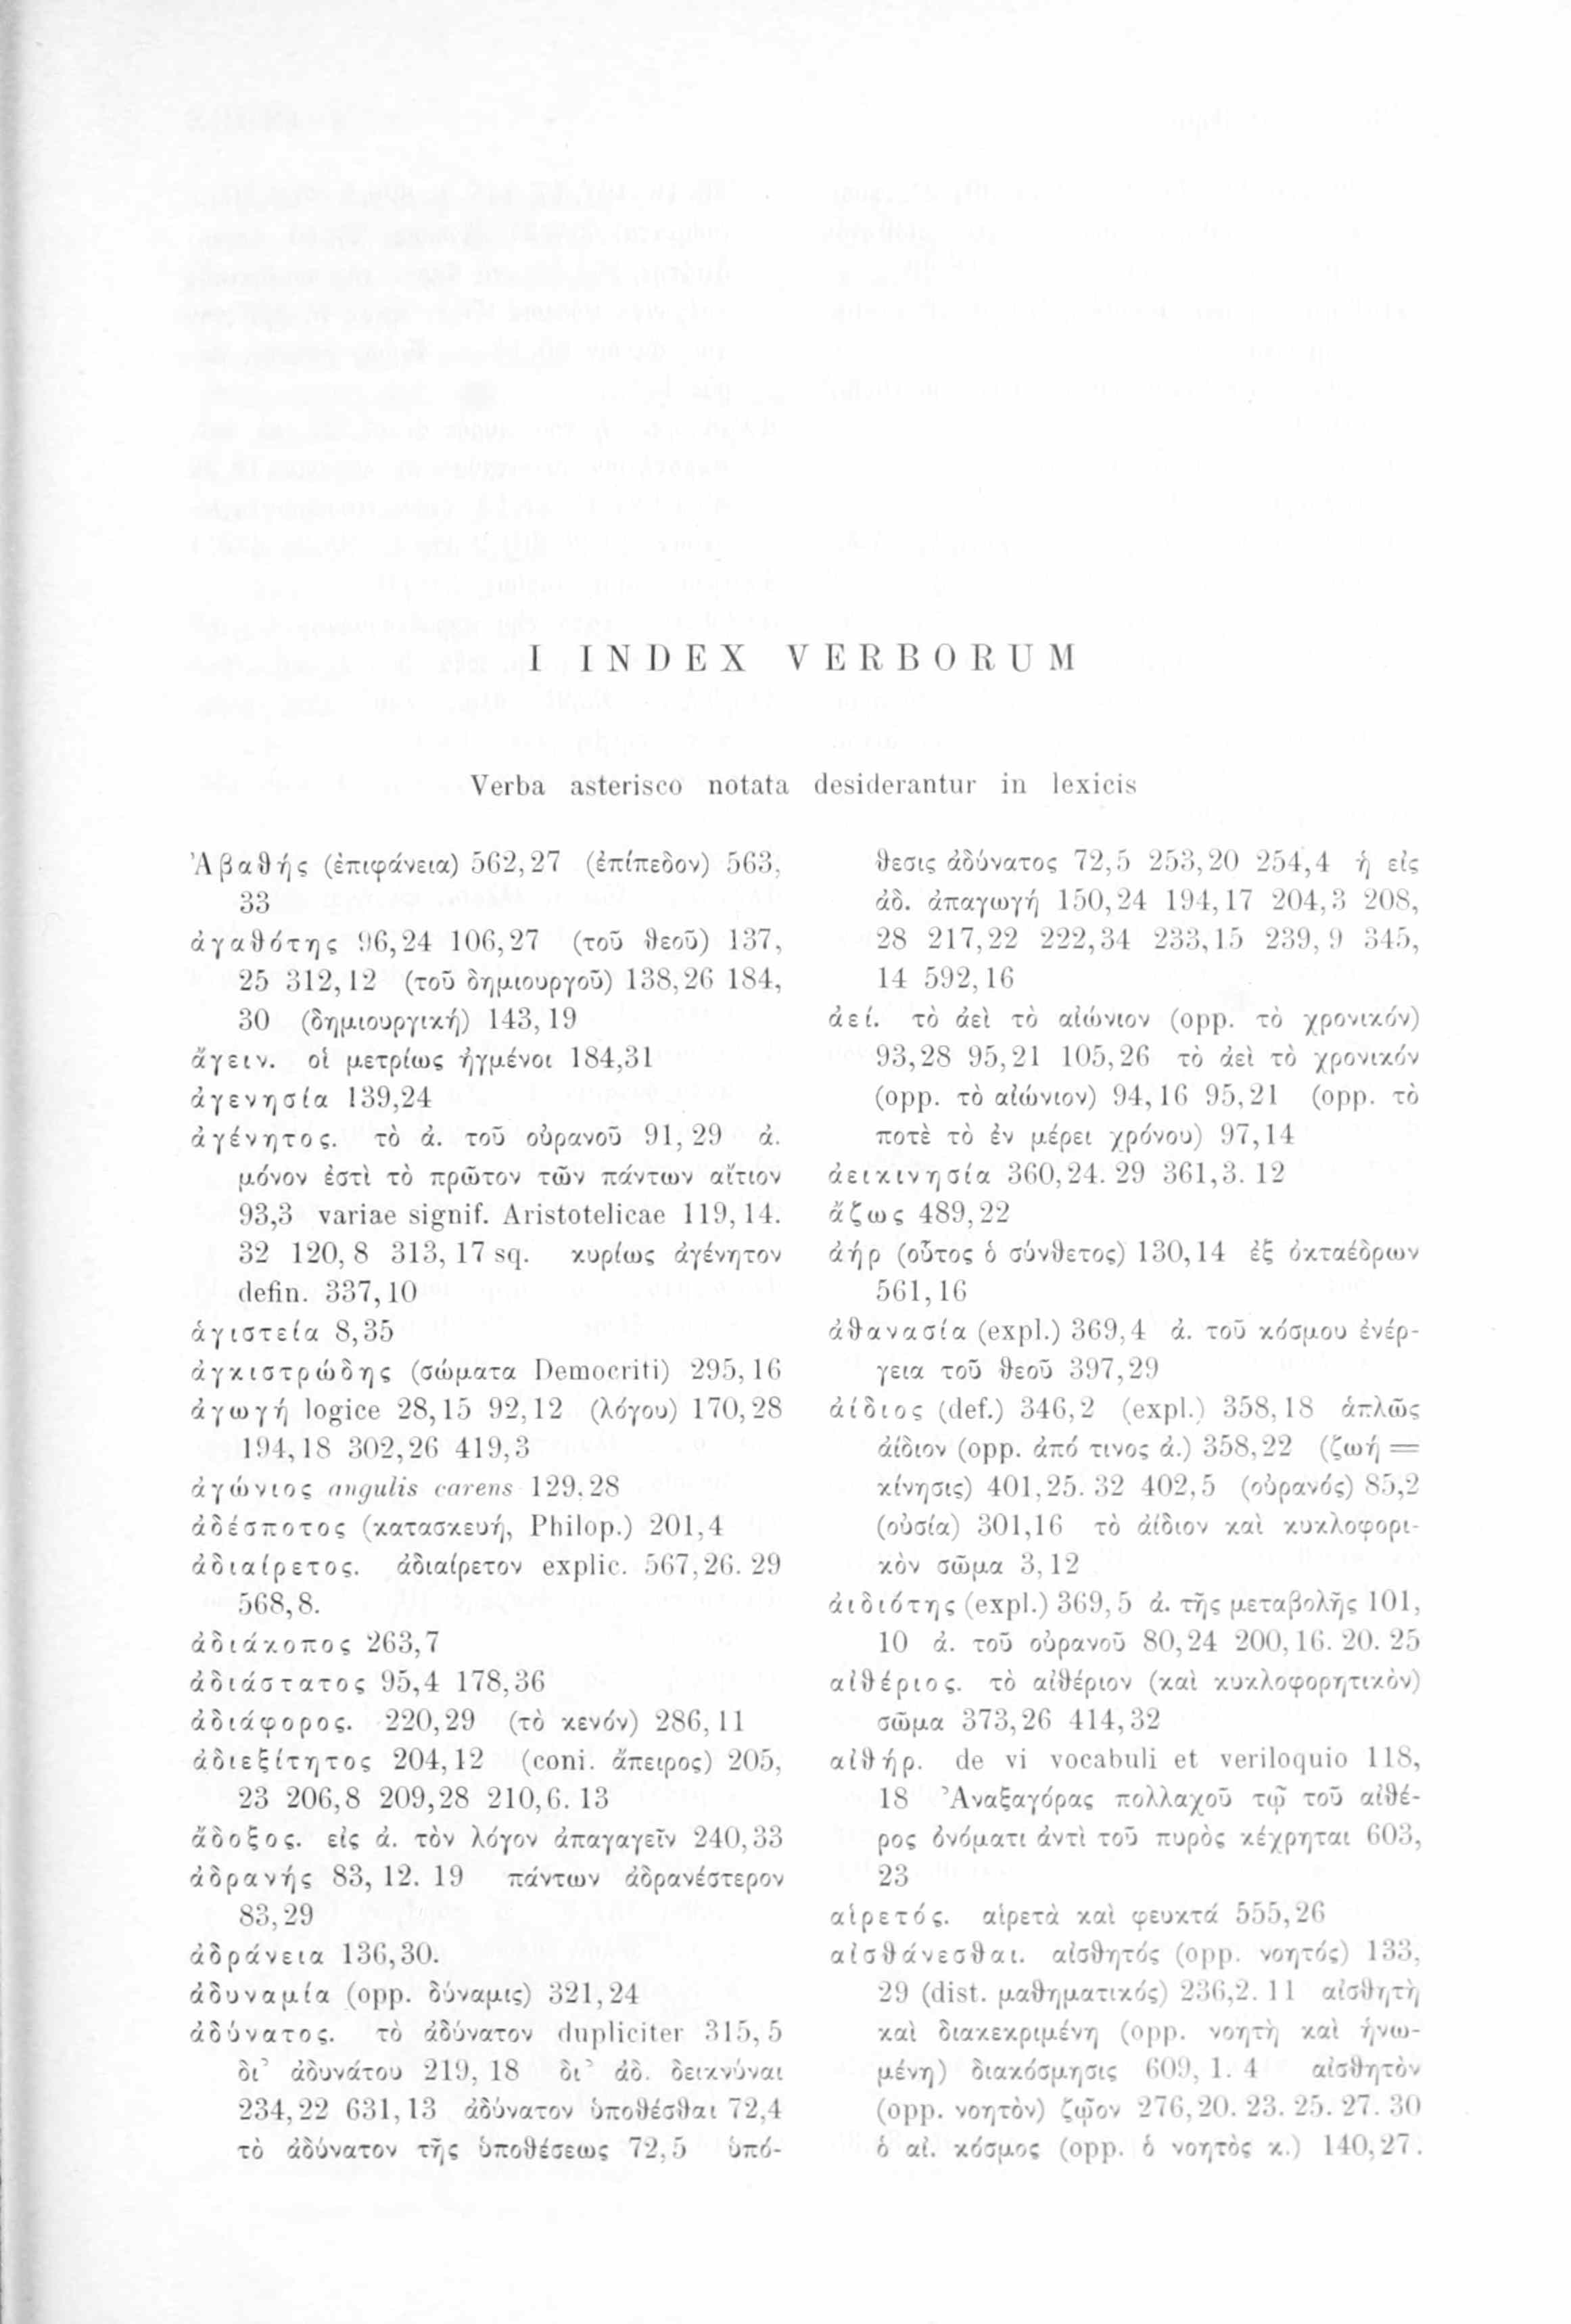 I INDEX VERBORUM
Verba asterisco notata desiderantur in lexicis
Ἀβαθής (ἐπιφάνεια) 562,27 (ἐπίπεδον) 563,
33
ἀγαθότης 96,24 106,27 (τοῦ θεοῦ) 137,
25 312,12 (τοῦ δημιουργοῦ) 138,26 184,
30 (δημιουργική) 143,19
ἄγειν. οἱ μετρίως ἠγμένοι 184,31
ἀγενησία 139,24
ἀγένητος. τὸ ἀ. τοῦ οὐρανοῦ 91,29 ἀ.
μόνον ἐστὶ τὸ πρῶτον τῶν πάντων αἴτιον
93,3 variae signif. Aristotelicae 119,14.
32 120,8 313,17 sq. κυρίως ἀγένητον
defin. 337,10
ἁγιστεία 8,35
ἀγκιστρώδης (σώματα Democriti) 295,16
ἀγωγή logice 28,15 92,12 (λόγου) 170,28
194,18 302,26 419,3
ἀγώνιος angulis carens 129,28
ἀδέσποτος (κατασκευή, Philop.) 201,4
ἀδιαίρετος. ἀδιαίρετον explic. 567,26. 29
568,8.
ἀδιάκοπος 263,7
ἀδιάστατος 95,4 178,36
ἀδιάφορος. 220,29 (τὸ κενόν) 286,11
ἀδιεξίτητος 204,12 (coni. ἄπειρος) 205,
23 206,8 209,28 210,6. 13
ἄδοξος. εἰς ἀ. τὸν λόγον ἀπαγαγεῖν 240,33
ἀδρανής 83,12. 19 πάντων ἀδρανέστερον
83,29
ἀδράνεια 136,30.
ἀδυναμία (opp. δύναμις) 321,24
ἀδύνατος. τὸ ἀδύνατον dupliciter 315,5
δι’ ἀδυνάτου 219,18 δι’ ἀδ. δεικνύναι
234,22 631,13 ἀδύνατον ὑποθέσθαι 72,4
τὸ ἀδύνατον τῆς ὑποθέσεως 72,5 ὑπό-
θεσις ἀδύνατος 72,5 253,20 254,4 ἡ εἰς
ἀδ. ἀπαγωγή 150,24 194,17 204,3 208,
28 217,22 222,34 233,15 239,9 345,
14 592,16
ἀεί. τὸ ἀεὶ τὸ αἰώνιον (opp. τὸ χρονικόν)
93,28 95,21 105,26 τὸ ἀεὶ τὸ χρονικόν
(opp. τὸ αἰώνιον) 94,16 95,21 (opp. τὸ
ποτὲ τὸ ἐν μέρει χρόνου) 97,14
ἀεικινησία 360,24. 29 361,3. 12
ἄζως 489,22
ἀήρ (οὗτος ὁ σύνθετος) 130,14 ἐξ ὀκταέδρων
561,16
ἀθανασία (expl.) 369,4 ἀ. τοῦ κόσμου ἐνέρ-
γεια τοῦ θεοῦ 397,29
ἀίδιος (def.) 346,2 (expl.) 358,18 ἁπλῶς
ἀίδιον (opp. ἀπό τινος ἀ.) 358,22 (ζωή =
κίνησις) 401,25. 32 402,5 (οὐρανός) 85,2
(οὐσία) 301,16 τὸ ἀίδιον καὶ κυκλοφορι-
κὸν σῶμα 3,12
ἀιδιότης (expl.) 369,5 ἀ. τῆς μεταβολῆς 101,
10 ἀ. τοῦ οὐρανοῦ 80,24 200,16. 20. 25
αἰθέριος. τὸ αἰθέριον (καὶ κυκλοφορητικὸν)
σῶμα 373,26 414,32
αἰθήρ. de vi vocabuli et veriloquio 118,
18 Ἀναξαγόρας πολλαχοῦ τῷ τοῦ αἰθέ-
ρος ὀνόματι ἀντὶ τοῦ πυρὸς κέχρηται 603,
23
αἱρετός. αἱρετὰ καὶ φευκτά 555,26
αἰσθάνεσθαι. αἰσθητός (opp. νοητός) 133,
29 (dist. μαθηματικός) 236,2. 11 αἰσθητὴ
καὶ διακεκριμένη (opp. νοητὴ καὶ ἡνω-
μένη) διακόσμησις 609,1. 4 αἰσθητὸν
(opp. νοητὸν) ζῷον 276,20. 23. 25. 27. 30
ὁ αἰ. κόσμος (opp. ὁ νοητὸς κ.) 140,27.